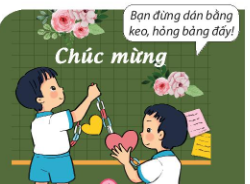 Bạn đừng dán bằng
keo, hỏng bảng đấy!
Chúc mừng